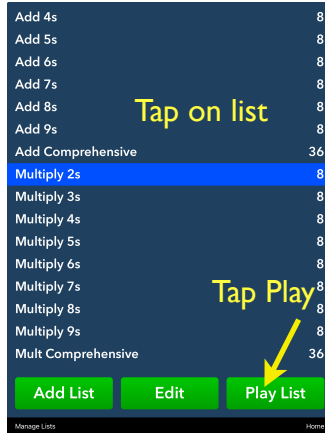 Add 4s 8
Add 5s 8
Add 6s 8
Add 7s 8
Add 8s 8
Tap on list
Add 9s 8
Add Comprehensive 36
Multiply 2s 8
Multiply 3s 8
Multiply 4s 8
Multiply 5s 8
Multiply 6s 8
Multiply 7s 8
Tap Play
Multiply 8s 8
Multiply 9s 8
Mult Comprehensive 36
Add List Edit Play List
Manage Lists Home